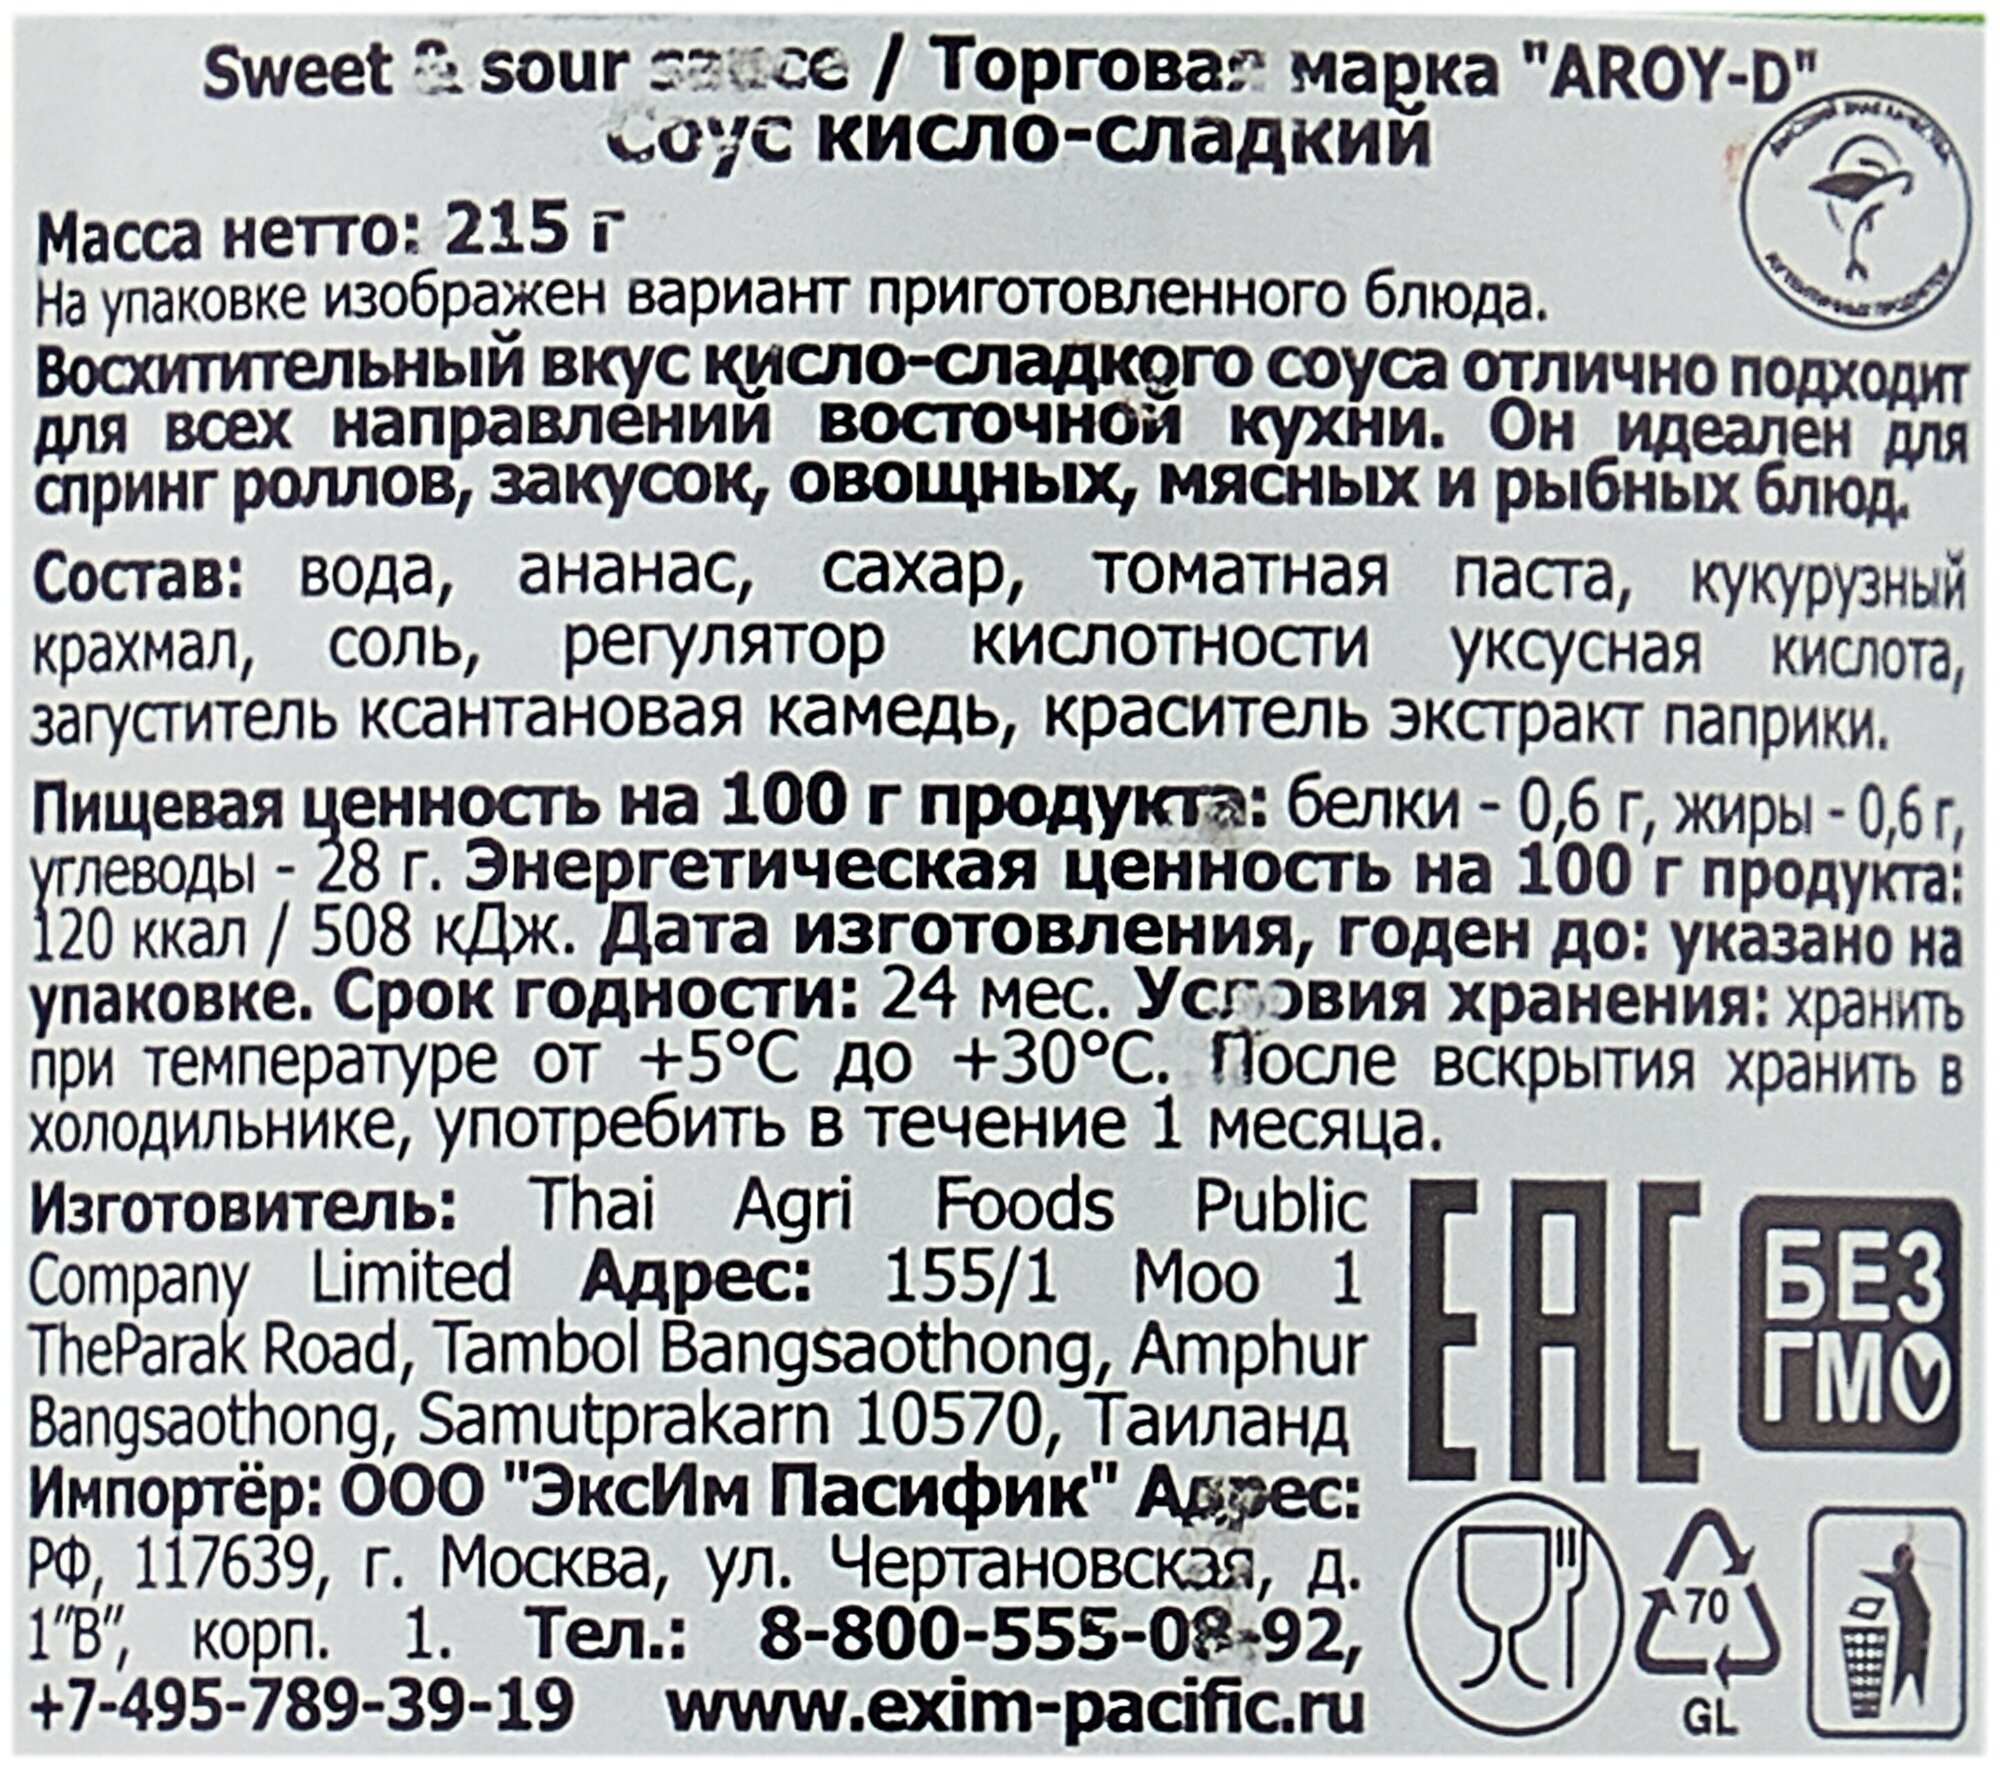 Sweet & sour sauce / Торговая марка "AROY-D"
Соус кисло-сладкий
ВЫСШИЙ ЗНАК КАЧЕСТВА
АУТЕНТИЧНЫХ ПРОДУКТОВ
Масса нетто: 215 г
На упаковке изображен вариант приготовленного блюда.
Восхитительный вкус кисло-сладкого соуса отлично подходит
для всех направлений восточной кухни. Он идеален для
спринг роллов, закусок, овощных, мясных и рыбных блюд.
Состав: вода, ананас, сахар, томатная паста, кукурузный
крахмал, соль, регулятор кислотности уксусная кислота,
загуститель ксантановая камедь, краситель экстракт паприки.
Пищевая ценность на 100 г продукта: белки - 0,6 г, жиры - 0,6 г,
углеводы - 28 г. Энергетическая ценность на 100 г продукта:
120 ккал / 508 кДж. Дата изготовления, годен до: указано на
упаковке. Срок годности: 24 мес. Условия хранения: хранить
при температуре от +5°C до +30°C. После вскрытия хранить в
холодильнике, употребить в течение 1 месяца.
Изготовитель: Thai Agri Foods Public
Company Limited Адрес: 155/1 Moo 1
TheParak Road, Tambol Bangsaothong, Amphur
Bangsaothong, Samutprakarn 10570, Таиланд
Импортёр: ООО "ЭксИм Пасифик" Адрес:
РФ, 117639, г. Москва, ул. Чертановская, д.
1"В", корп. 1. Тел.: 8-800-555-08-92,
+7-495-789-39-19 www.exim-pacific.ru
EAC
БЕЗ
ГМО
70
GL